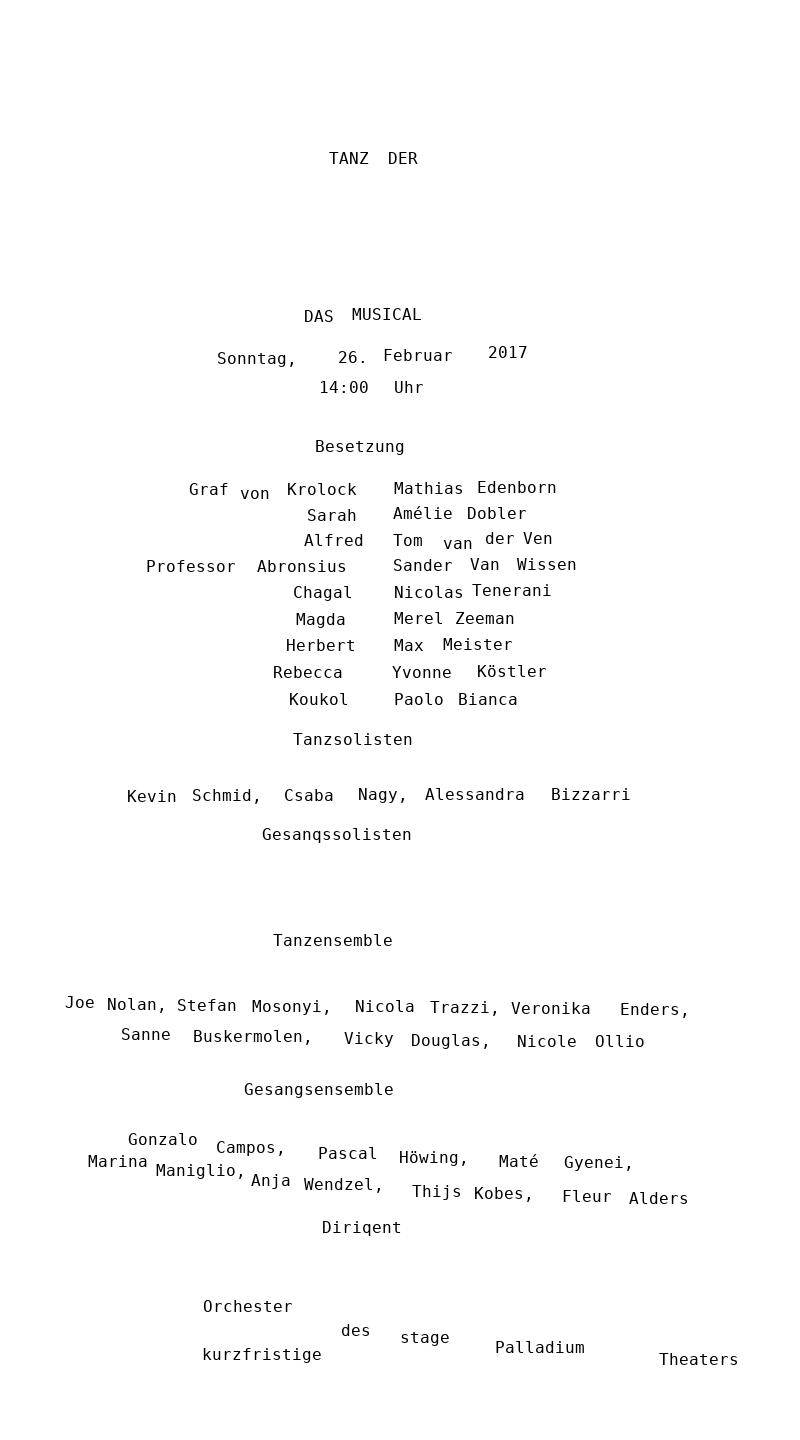 TANZ DER
DAS MUSICAL
Sonntag, 26. Februar 2017
14:00 Uhr
Besetzung
Graf von Krolock Mathias Edenborn
Sarah Amélie Dobler
Alfred Tom van der Ven
Professor Abronsius Sander Van Wissen
Chagal Nicolas Tenerani
Magda Merel Zeeman
Herbert Max Meister
Rebecca Yvonne Köstler
Koukol Paolo Bianca
Tanzsolisten
Kevin Schmid, Csaba Nagy, Alessandra Bizzarri
Gesanqssolisten
Tanzensemble
Joe Nolan, Stefan Mosonyi, Nicola Trazzi, Veronika Enders,
Sanne Buskermolen, Vicky Douglas, Nicole Ollio
Gesangsensemble
Gonzalo Campos, Pascal Höwing, Maté Gyenei,
Marina Maniglio, Anja Wendzel, Thijs Kobes, Fleur Alders
Diriqent
Orchester des stage Palladium Theaters
kurzfristige